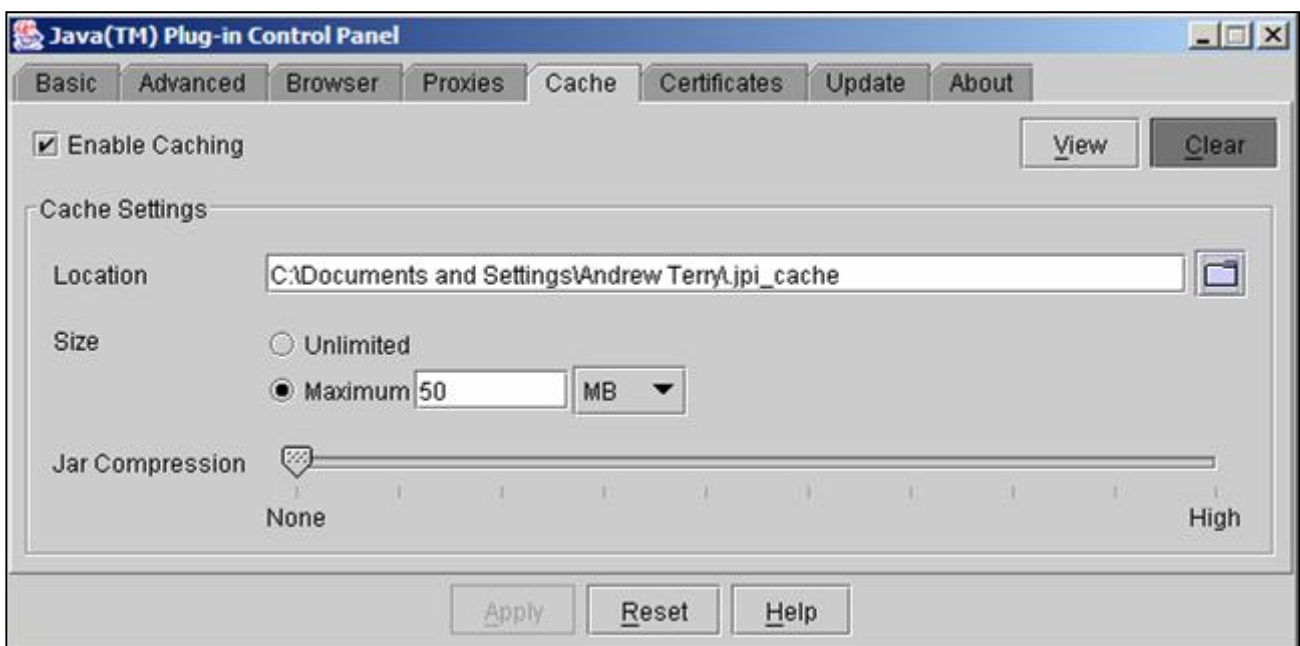 Java(TM) Plug-in Control Panel
Basic Advanced Browser Proxies Cache Certificates Update About
Enable Caching View Clear
Cache Settings
Location C:\Documents and Settings\Andrew Terry\.jpi_cache
Size Unlimited
Maximum 50 MB
Jar Compression
None High
Apply Reset Help